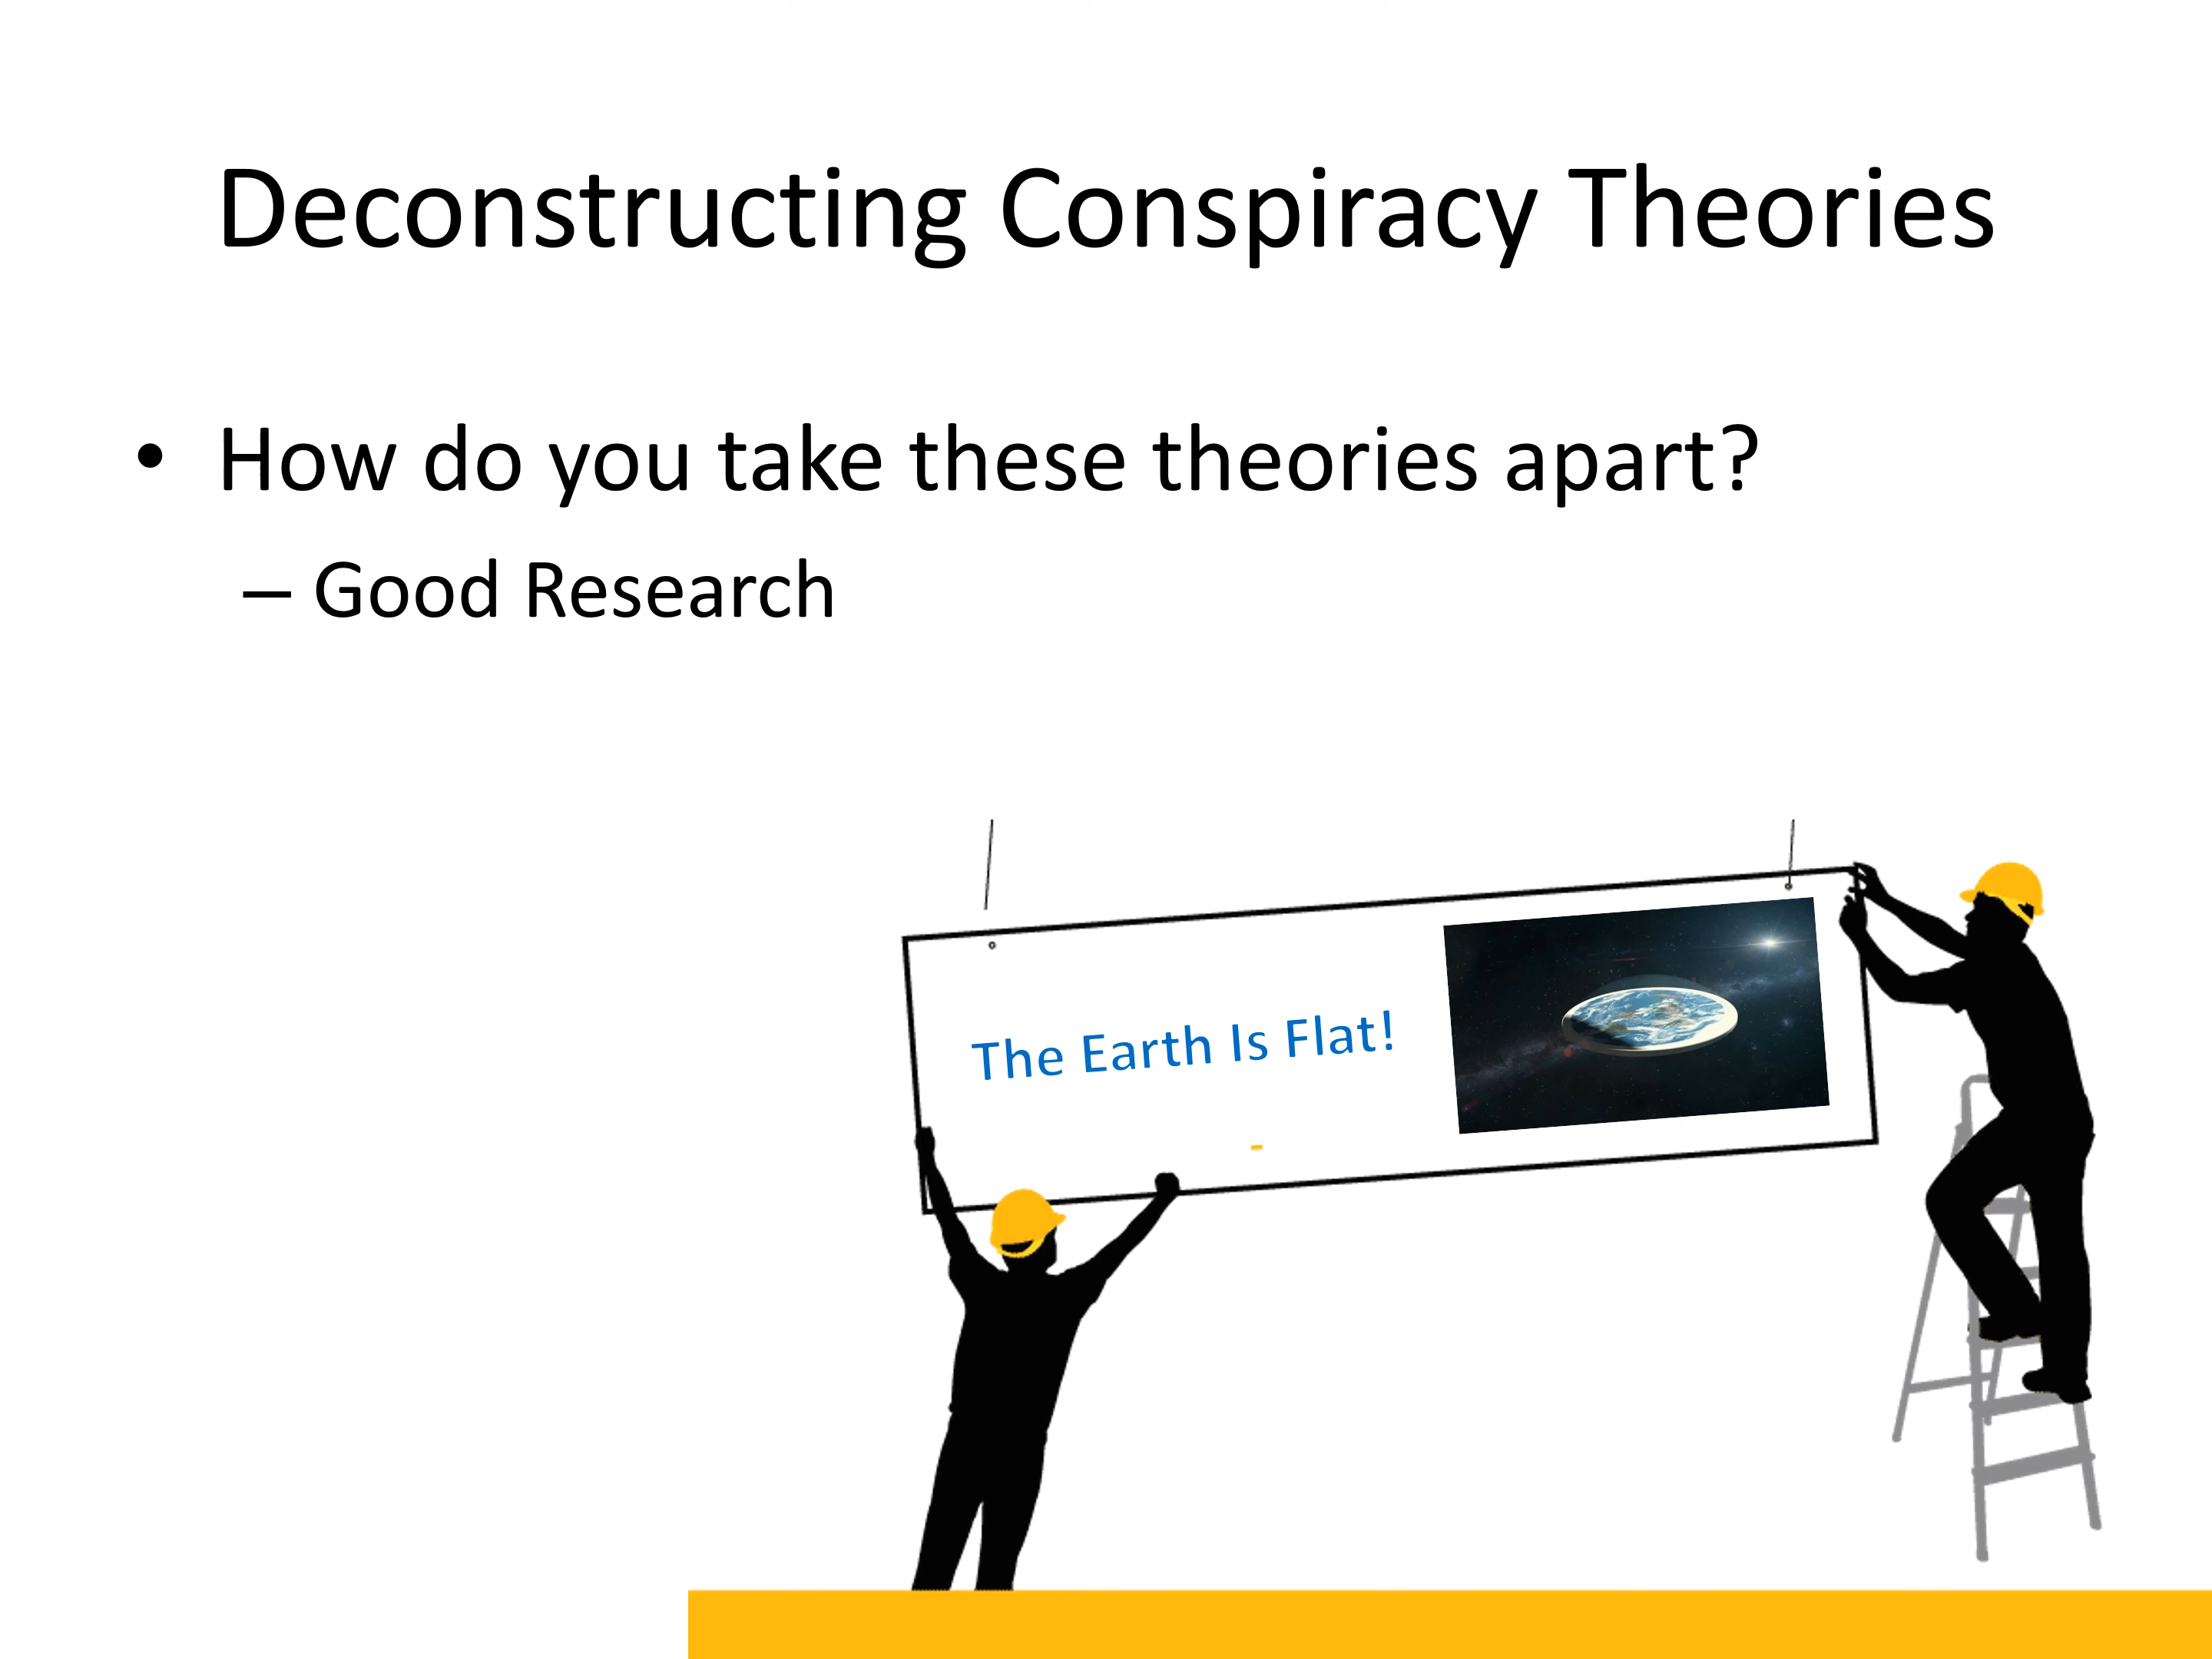 Deconstructing Conspiracy Theories
• How do you take these theories apart?
– Good Research
The Earth Is Flat!